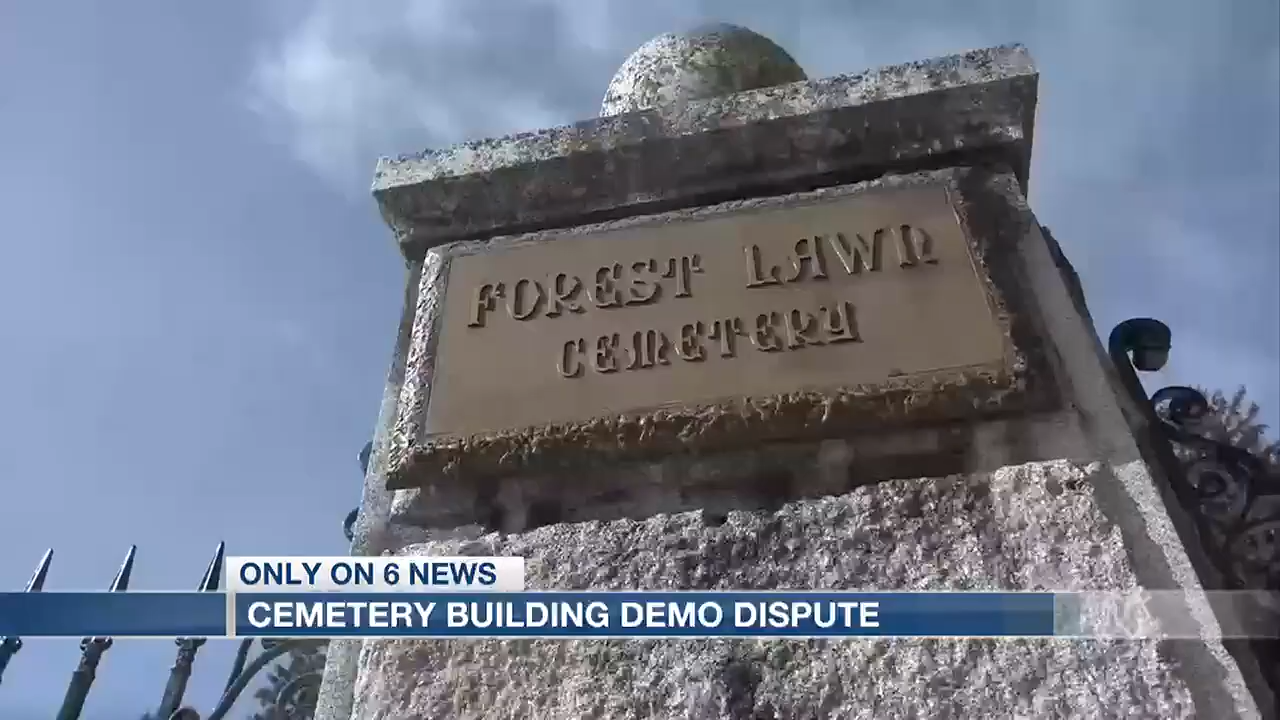 FOREST LAWN
CEMETERY
ONLY ON 6 NEWS
CEMETERY BUILDING DEMO DISPUTE